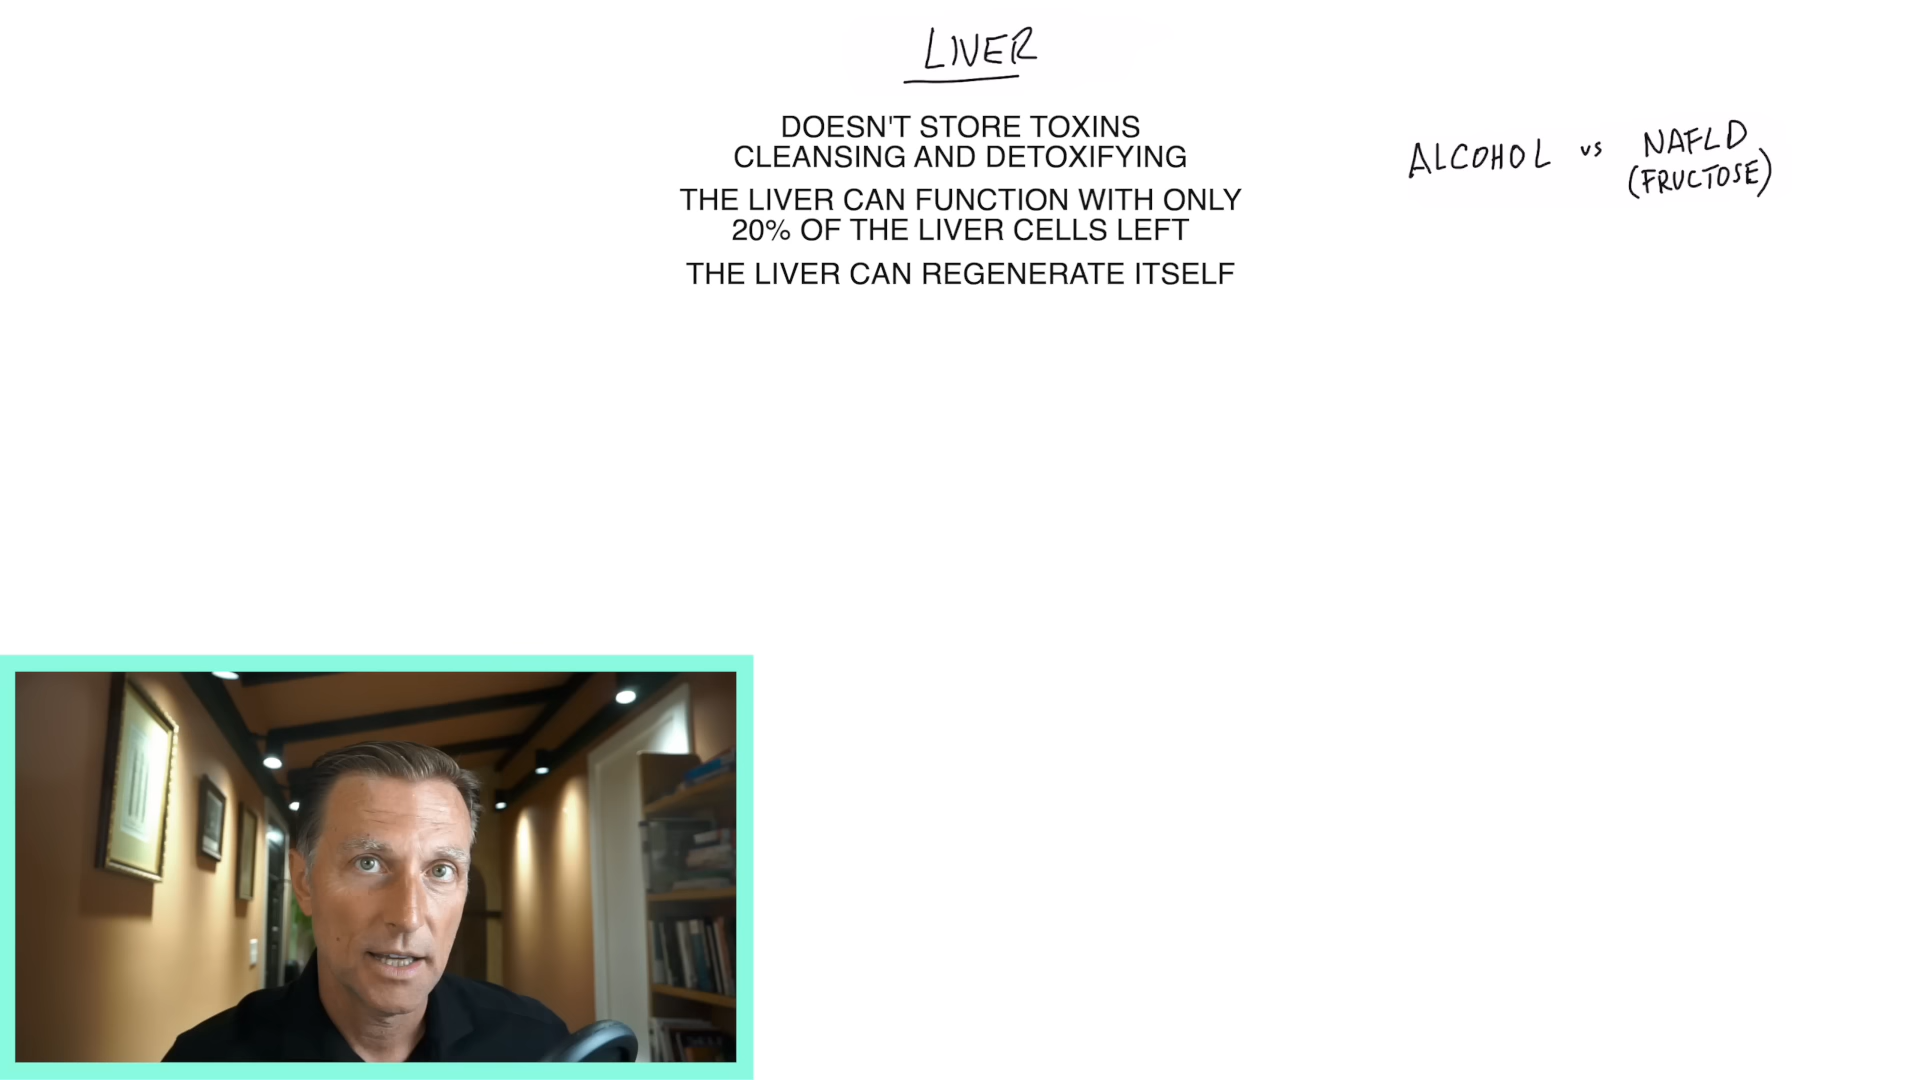 LIVER
DOESN'T STORE TOXINS
CLEANSING AND DETOXIFYING
THE LIVER CAN FUNCTION WITH ONLY
20% OF THE LIVER CELLS LEFT
THE LIVER CAN REGENERATE ITSELF
ALCOHOL vs NAFLD
(FRUCTOSE)